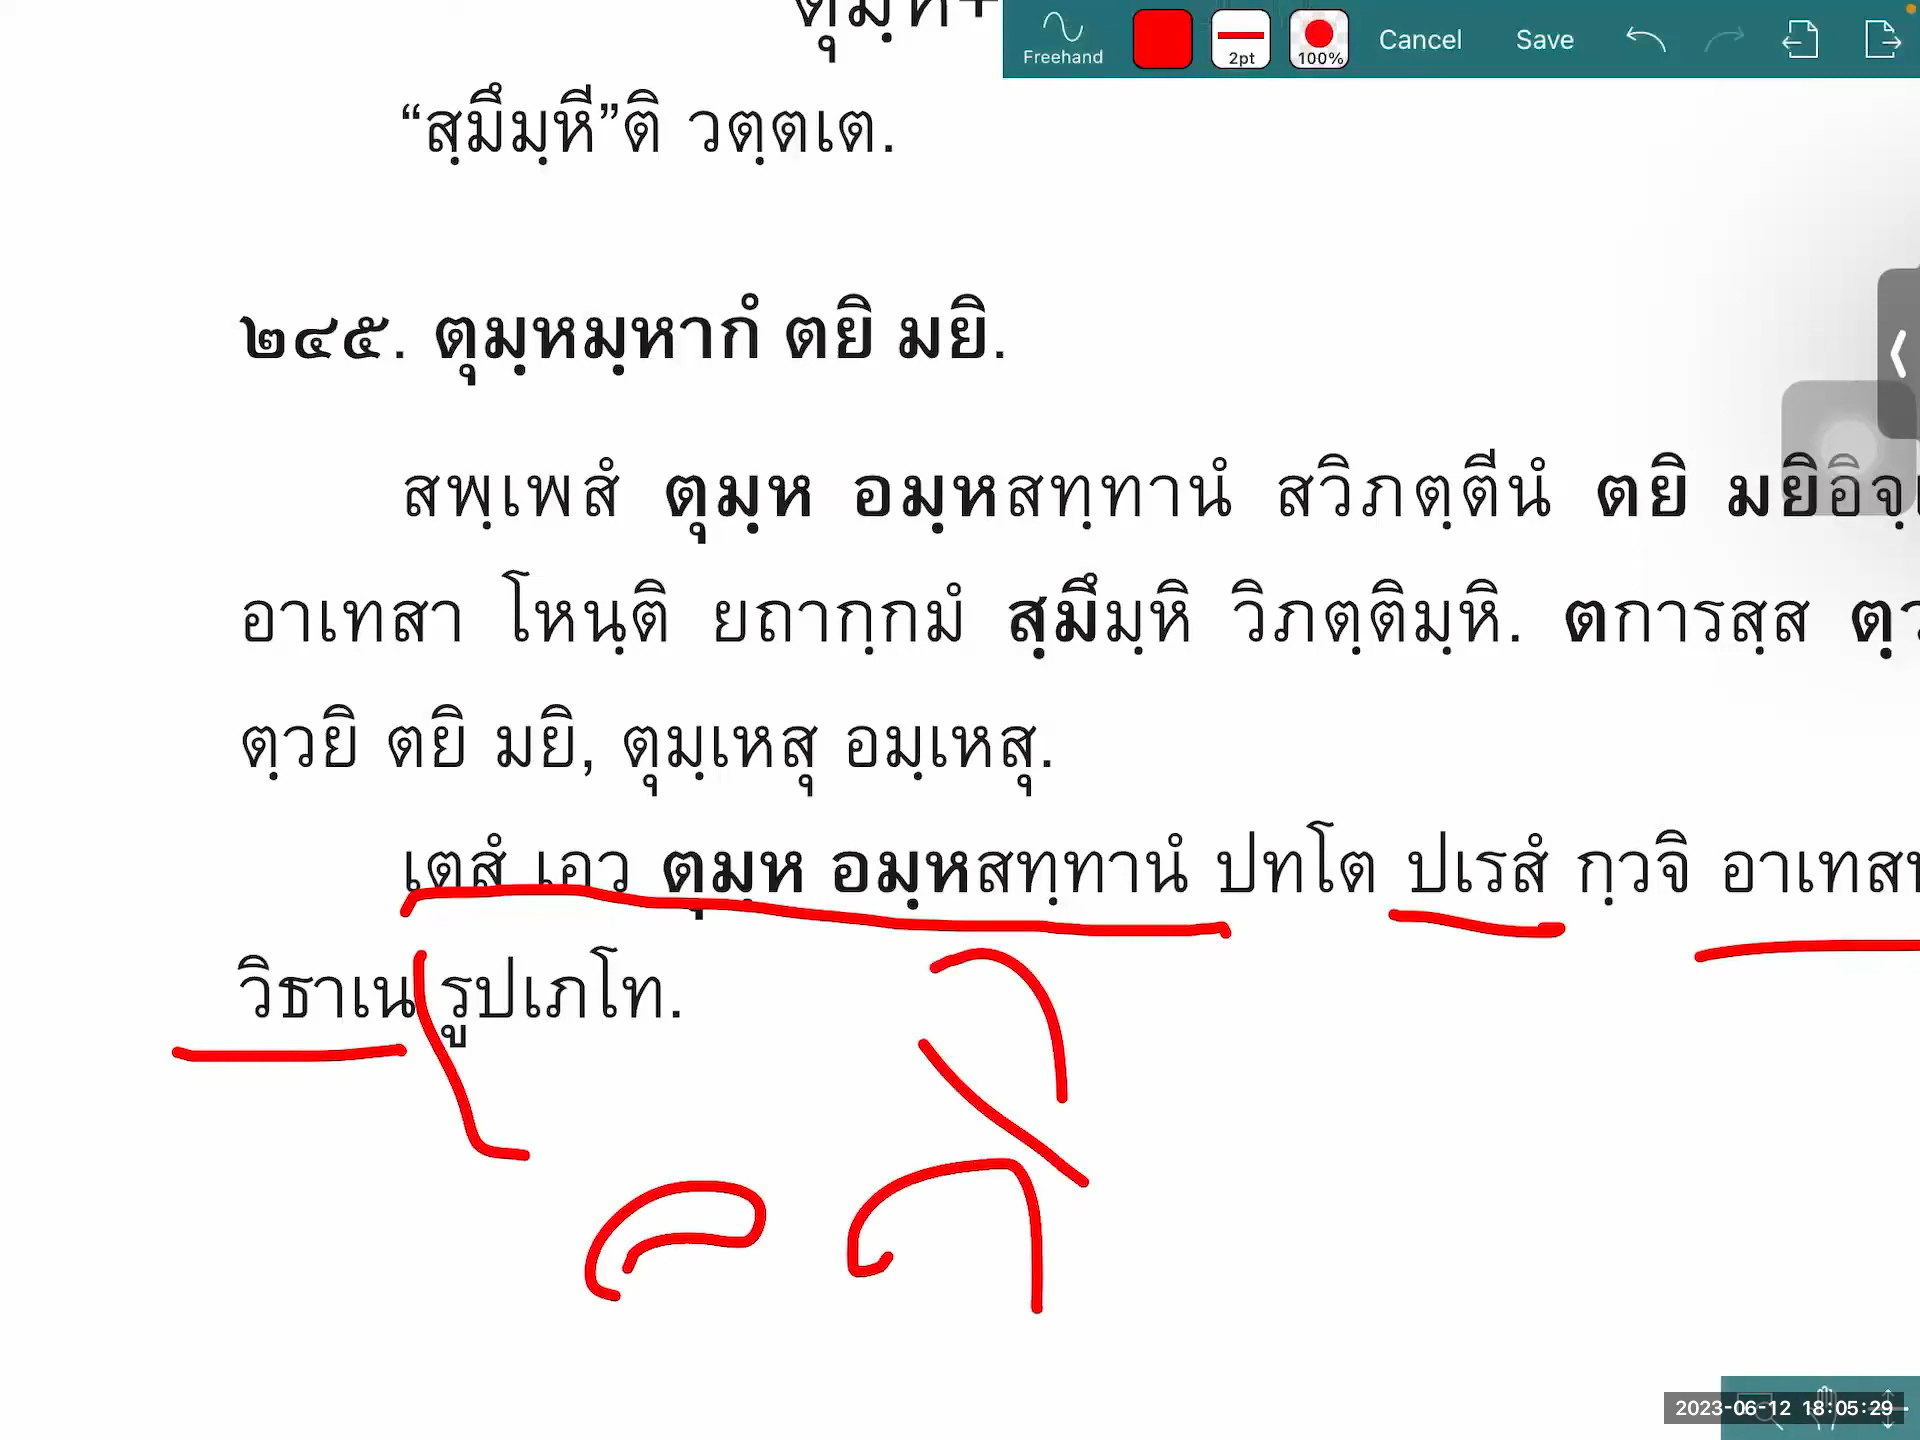 Freehand 2pt 100% Cancel Save
“สฺมึมฺหี”ติ วตฺตเต.
๒๔๕. ตุมฺหมฺหากํ ตยิ มยิ.
สพฺเพสํ ตุมฺห อมฺหสทฺทานํ สวิภตฺตีนํ ตยิ มยิอิจฺ
อาเทสา โหนฺติ ยถากฺกมํ สฺมึมฺหิ วิภตฺติมฺหิ. ตการสฺส ตฺว
ตฺวยิ ตยิ มยิ, ตุมฺเหสุ อมฺเหสุ.
เตสํ เอว ตุมฺห อมฺหสทฺทานํ ปทโต ปเรสํ กฺวจิ อาเทส
วิธาเน รูปเภโท.
2023-06-12 18:05:29